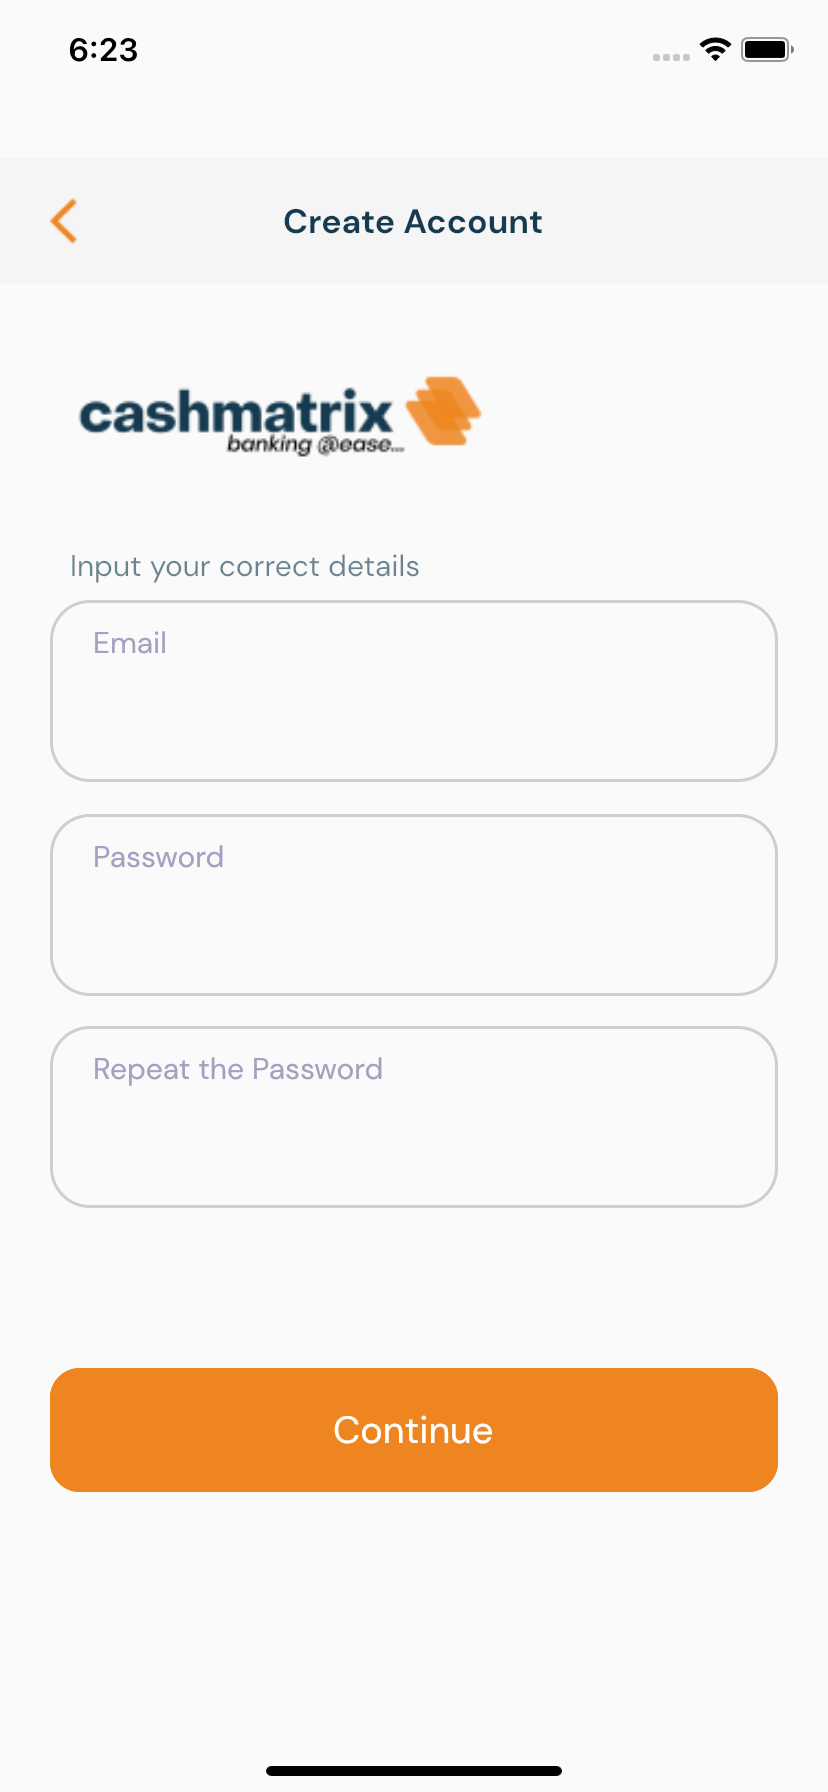 6:23
Create Account
cashmatrix
banking @ease...
Input your correct details
Email
Password
Repeat the Password
Continue